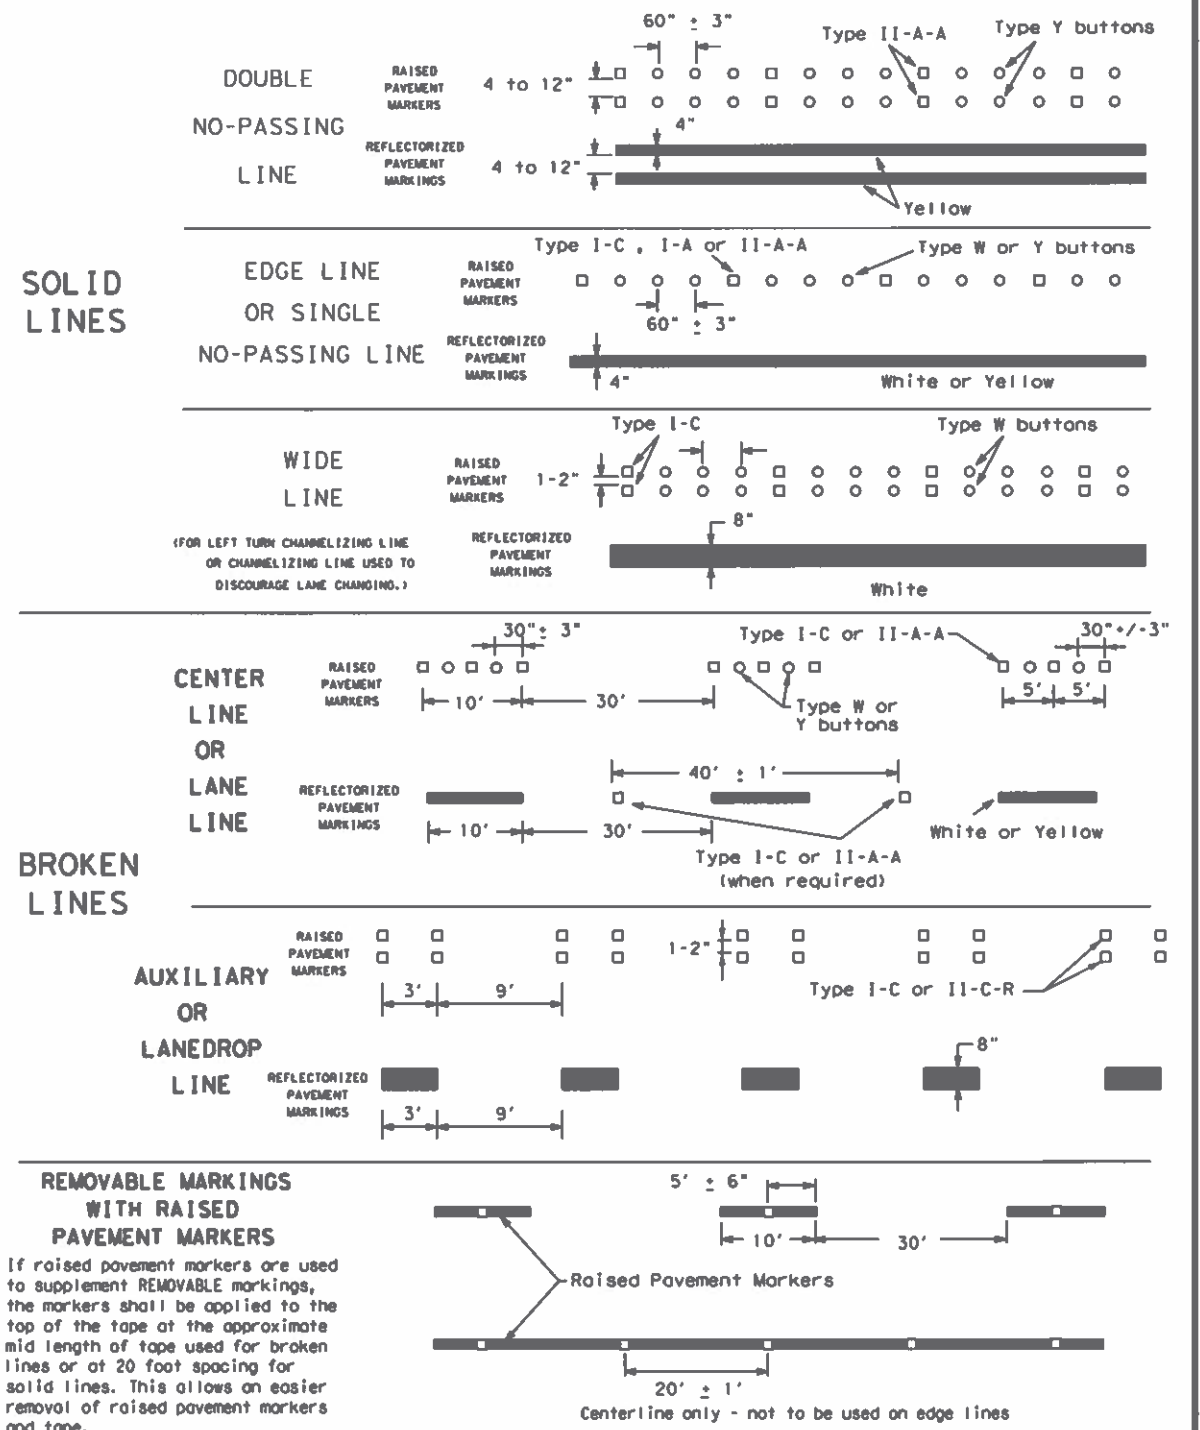 60" ± 3"
Type II-A-A
Type Y buttons
DOUBLE
NO-PASSING
LINE
RAISED
PAVEMENT
MARKERS
4 to 12"
4"
REFLECTORIZED
PAVEMENT
MARKINGS
4 to 12"
Yellow
SOLID
LINES
EDGE LINE
OR SINGLE
NO-PASSING LINE
RAISED
PAVEMENT
MARKERS
Type I-C , I-A or II-A-A
Type W or Y buttons
60" ± 3"
REFLECTORIZED
PAVEMENT
MARKINGS
4"
White or Yellow
WIDE
LINE
(FOR LEFT TURN CHANNELIZING LINE
OR CHANNELIZING LINE USED TO
DISCOURAGE LANE CHANGING.)
RAISED
PAVEMENT
MARKERS
1-2"
Type I-C
Type W buttons
REFLECTORIZED
PAVEMENT
MARKINGS
8"
White
BROKEN
LINES
CENTER
LINE
OR
LANE
LINE
RAISED
PAVEMENT
MARKERS
30"± 3"
Type I-C or II-A-A
30"+/-3"
10'
30'
Type W or
Y buttons
5'
5'
REFLECTORIZED
PAVEMENT
MARKINGS
40' ± 1'
10'
30'
Type I-C or II-A-A
(when required)
White or Yellow
AUXILIARY
OR
LANEDROP
LINE
RAISED
PAVEMENT
MARKERS
1-2"
3'
9'
Type I-C or II-C-R
REFLECTORIZED
PAVEMENT
MARKINGS
8"
3'
9'
REMOVABLE MARKINGS
WITH RAISED
PAVEMENT MARKERS
If raised pavement markers are used
to supplement REMOVABLE markings,
the markers shall be applied to the
top of the tape at the approximate
mid length of tape used for broken
lines or at 20 foot spacing for
solid lines. This allows an easier
removal of raised pavement markers
and tape.
5' ± 6"
10'
30'
Raised Pavement Markers
20' ± 1'
Centerline only - not to be used on edge lines